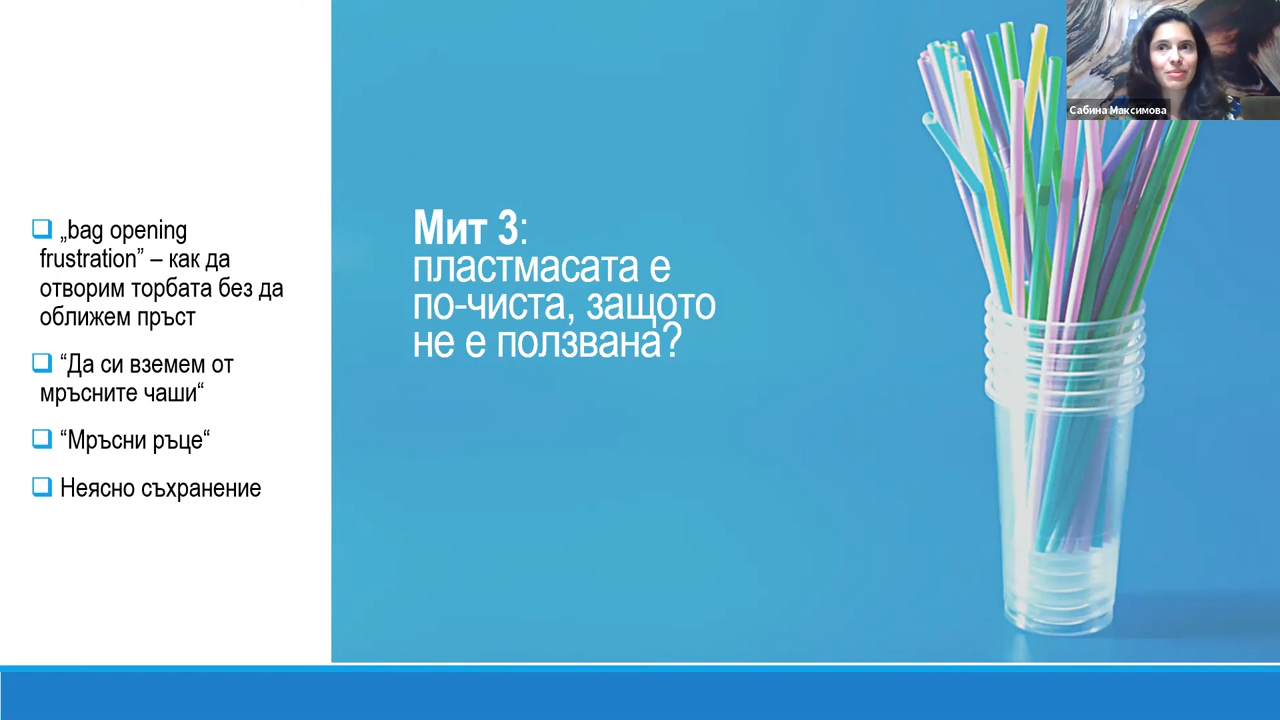 „bag opening
frustration” – как да
отворим торбата без да
оближем пръст
“Да си вземем от
мръсните чаши“
“Мръсни ръце“
Неясно съхранение
Мит 3:
пластмасата е
по-чиста, защото
не е ползвана?
Сабина Максимова